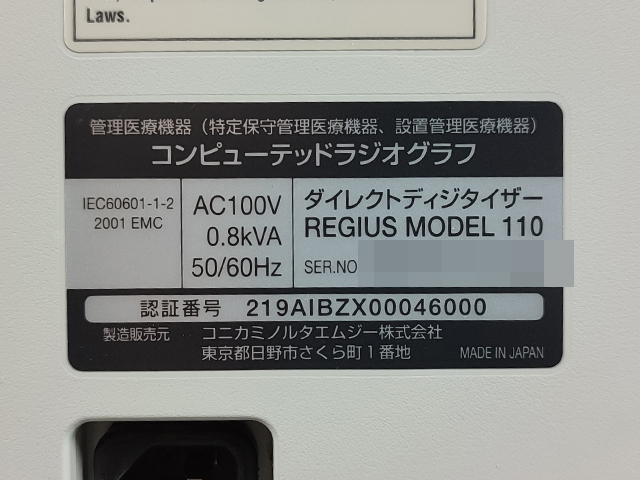 Laws.
管理医療機器（特定保守管理医療機器、設置管理医療機器）
コンピューテッドラジオグラフ
IEC60601-1-2
2001 EMC
AC100V
0.8kVA
50/60Hz
ダイレクトディジタイザー
REGIUS MODEL 110
SER.NO
認証番号 219AIBZX00046000
製造販売元 コニカミノルタエムジー株式会社
東京都日野市さくら町1番地
MADE IN JAPAN